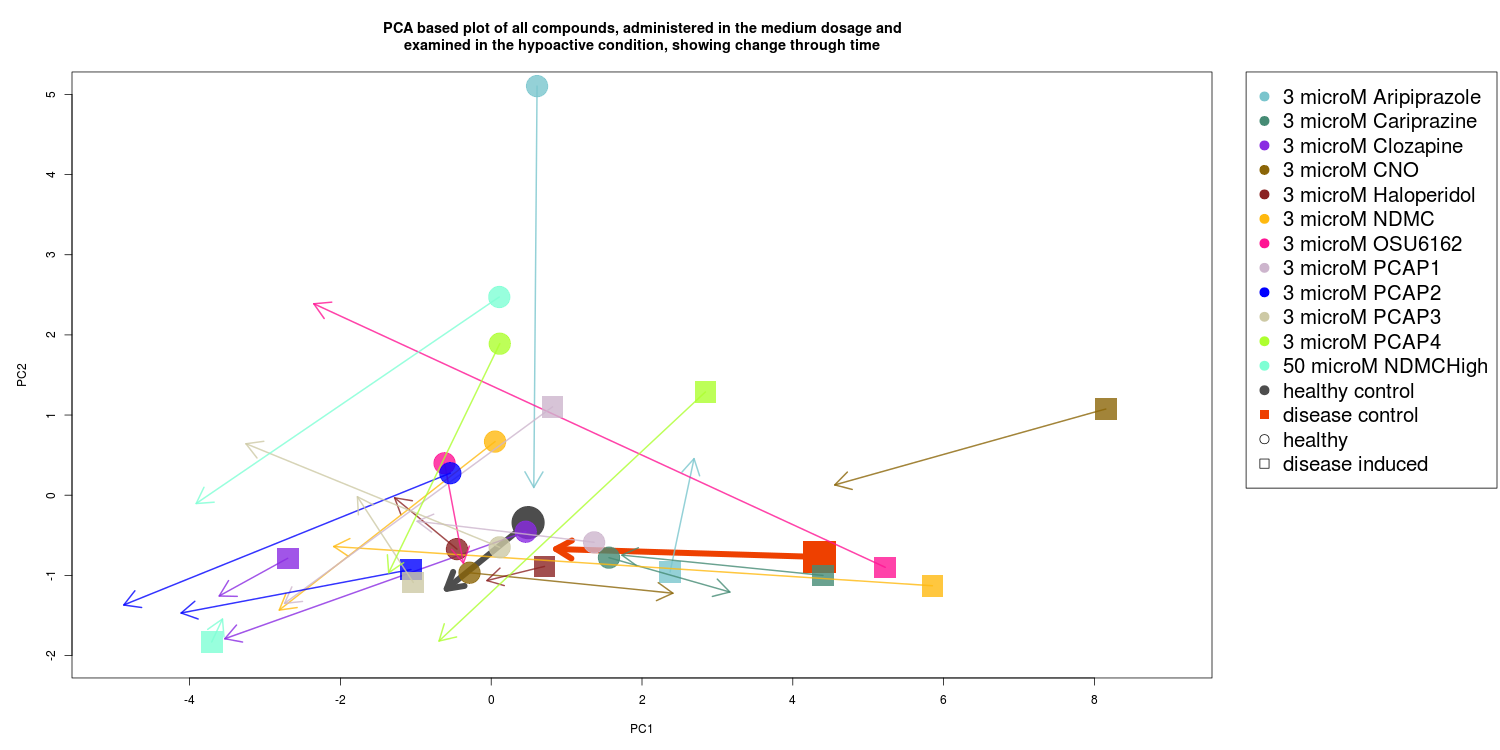 PCA based plot of all compounds, administered in the medium dosage and
examined in the hypoactive condition, showing change through time
5
4
3
2
1
0
-1
-2
PC2
-4
-2
0
2
4
6
8
PC1
3 microM Aripiprazole
3 microM Cariprazine
3 microM Clozapine
3 microM CNO
3 microM Haloperidol
3 microM NDMC
3 microM OSU6162
3 microM PCAP1
3 microM PCAP2
3 microM PCAP3
3 microM PCAP4
50 microM NDMCHigh
healthy control
disease control
healthy
disease induced